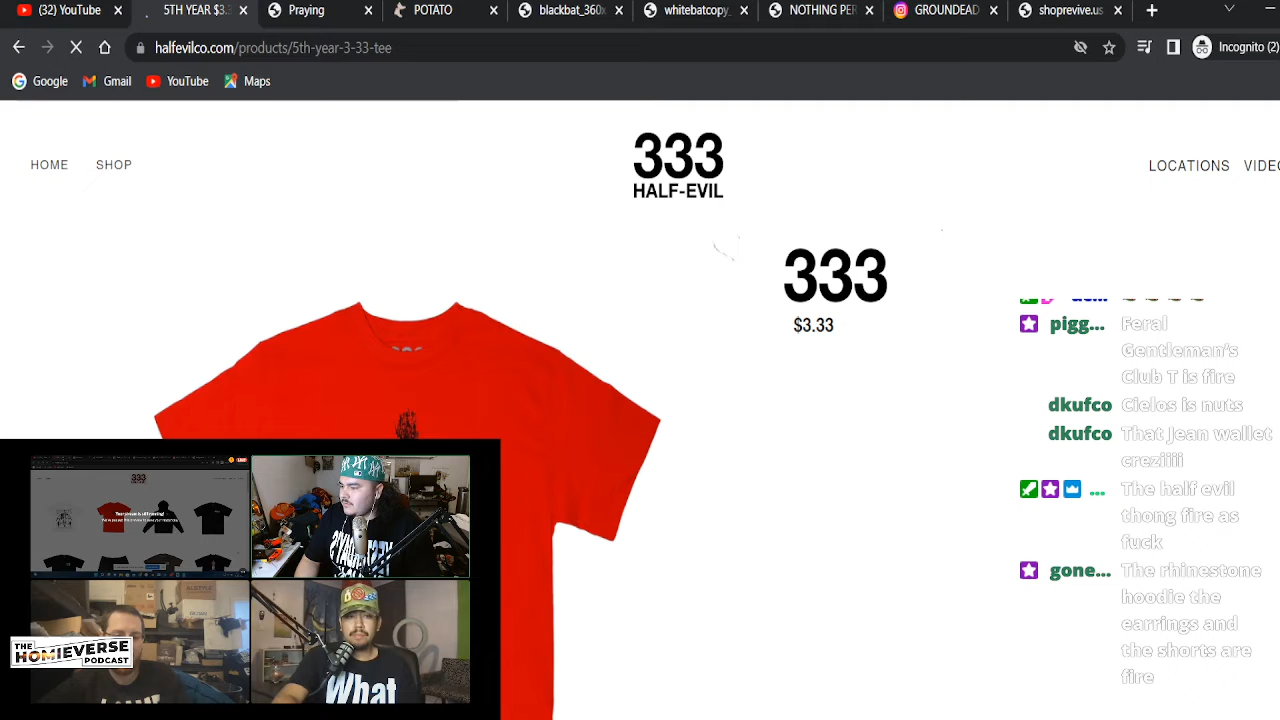 (32) YouTube
5TH YEAR $3.3
Praying
POTATO
blackbat_360x
whitebatcopy_
NOTHING PER
GROUNDEAD
shoprevive.us
halfevilco.com/products/5th-year-3-33-tee
Incognito (2)
Google
Gmail
YouTube
Maps
HOME
SHOP
333
HALF-EVIL
LOCATIONS
VIDEO
333
$3.33
pigg... Feral
Gentleman's
Club T is fire
dkufco Cielos is nuts
dkufco That Jean wallet
creziiii
... The half evil
thong fire as
fuck
gone... The rhinestone
hoodie the
earrings and
the shorts are
fire
333
THE
HOMIEVERSE
PODCAST
What